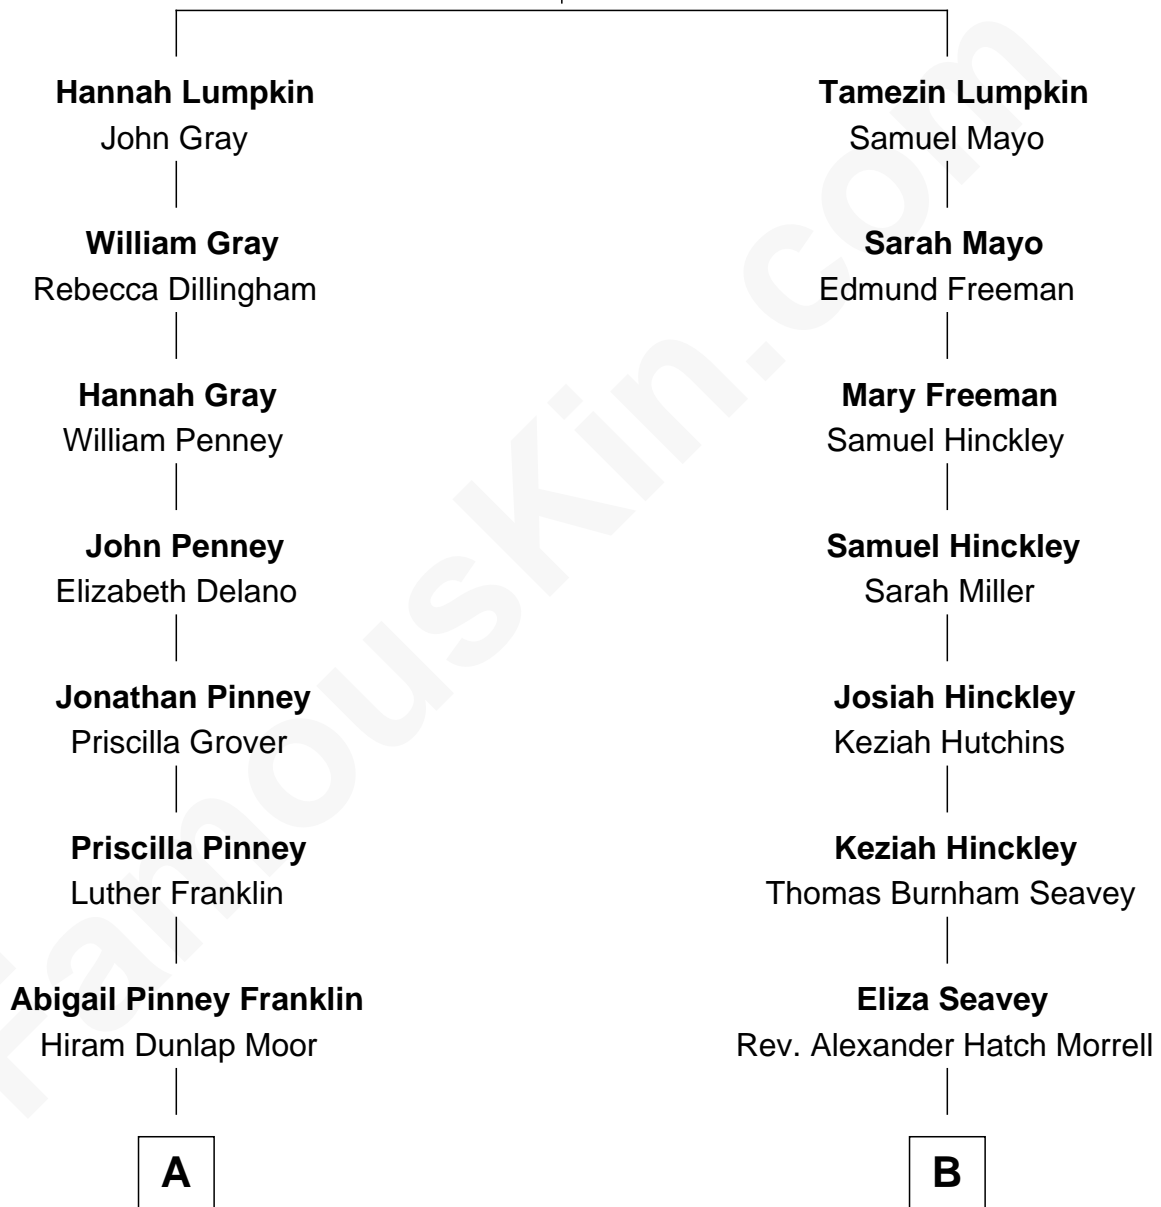 Hannah Lumpkin
John Gray
William Gray
Rebecca Dillingham
Hannah Gray
William Penney
John Penney
Elizabeth Delano
Jonathan Pinney
Priscilla Grover
Priscilla Pinney
Luther Franklin
Abigail Pinney Franklin
Hiram Dunlap Moor
A
Tamezin Lumpkin
Samuel Mayo
Sarah Mayo
Edmund Freeman
Mary Freeman
Samuel Hinckley
Samuel Hinckley
Sarah Miller
Josiah Hinckley
Keziah Hutchins
Keziah Hinckley
Thomas Burnham Seavey
Eliza Seavey
Rev. Alexander Hatch Morrell
B
FamousKin.com